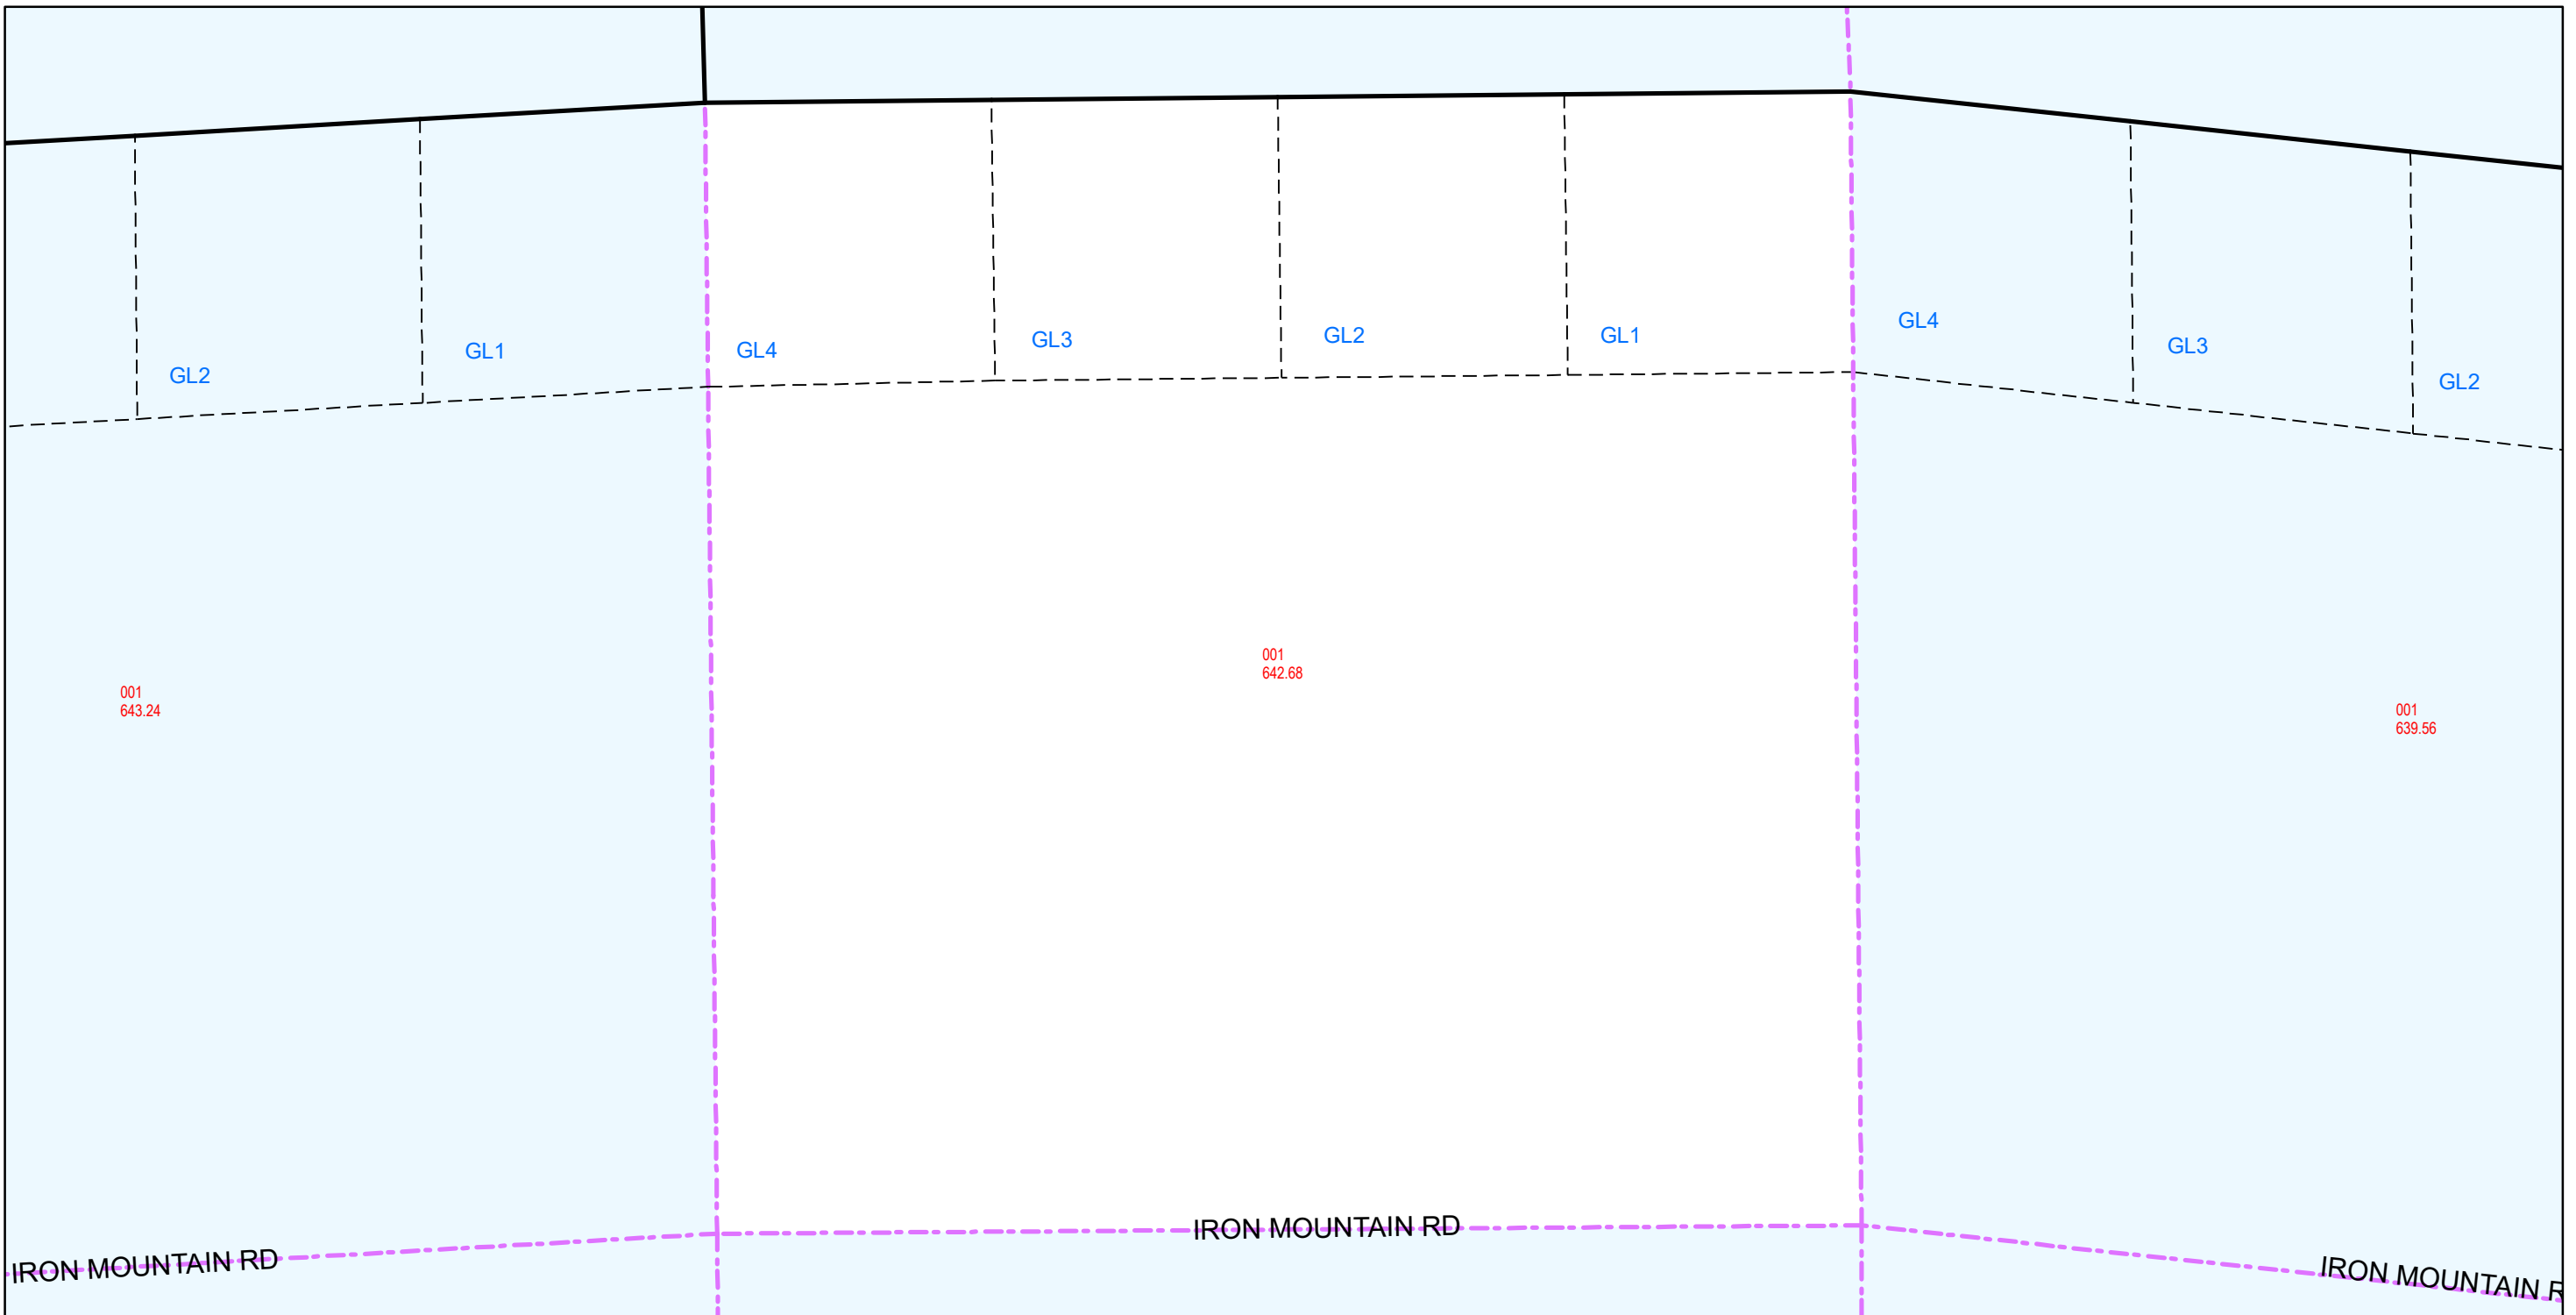 GL2
GL1
GL4
GL3
GL2
GL1
GL4
GL3
GL2
001
643.24
001
642.68
001
639.56
IRON MOUNTAIN RD
IRON MOUNTAIN RD
IRON MOUNTAIN R